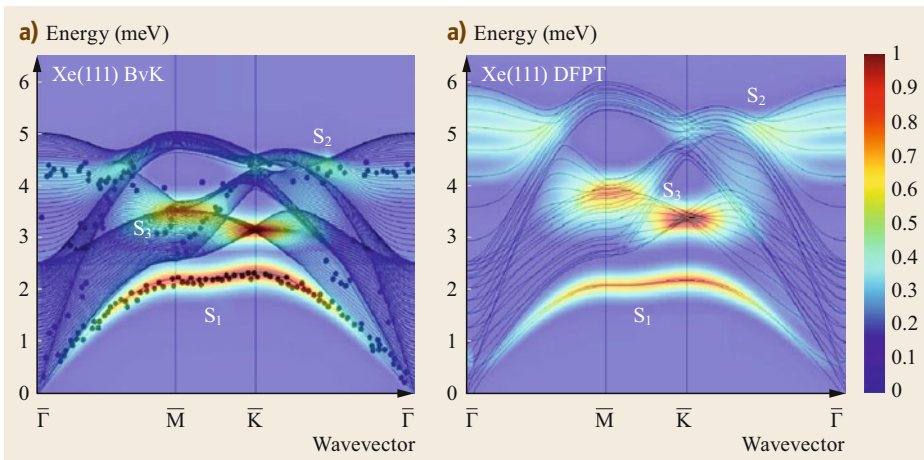 a) Energy (meV)
Xe(111) BvK
6
5
4
3
2
1
0
S2
S3
S1
Γ̅ M̅ K̅ Γ̅
Wavevector
a) Energy (meV)
Xe(111) DFPT
6
5
4
3
2
1
0
S2
S3
S1
Γ̅ M̅ K̅ Γ̅
Wavevector
1
0.9
0.8
0.7
0.6
0.5
0.4
0.3
0.2
0.1
0